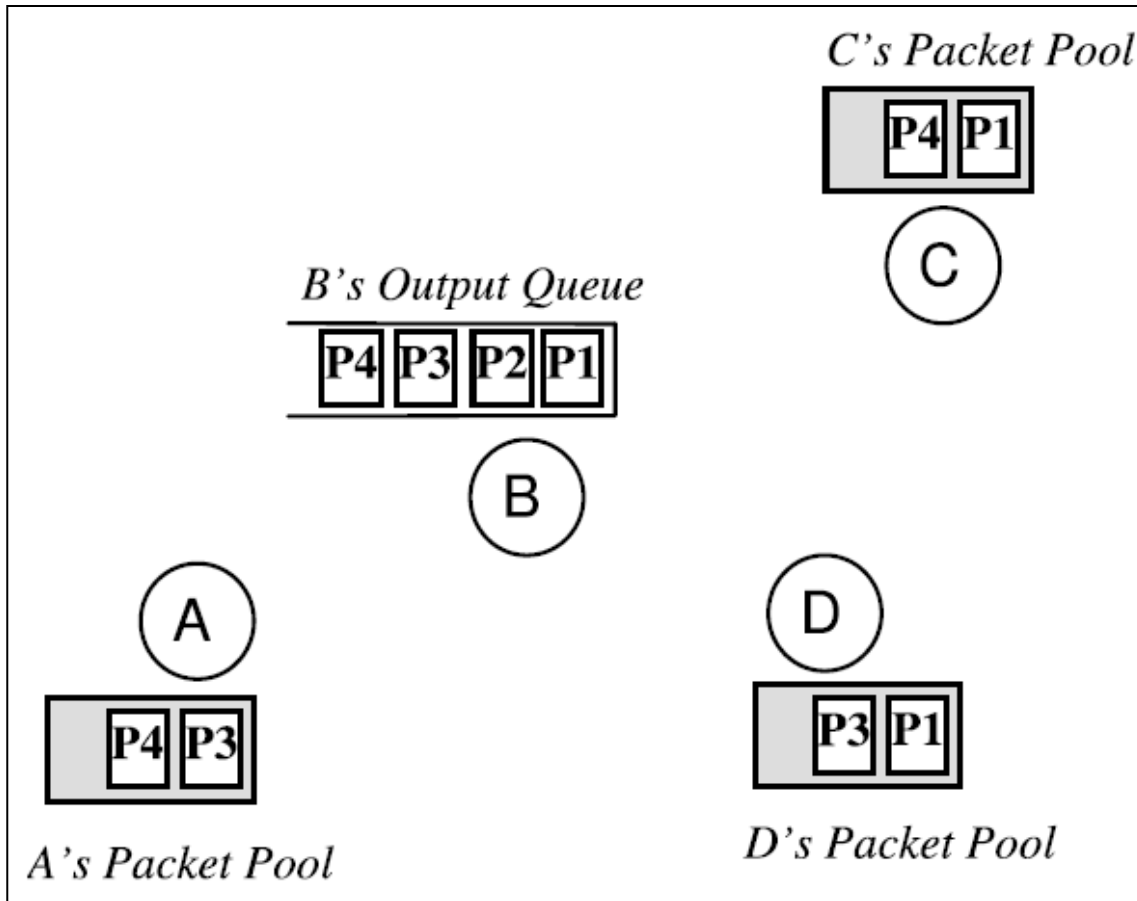 C's Packet Pool
P4 P1
C
B's Output Queue
P4 P3 P2 P1
B
A
D
P4 P3
P3 P1
A's Packet Pool
D's Packet Pool